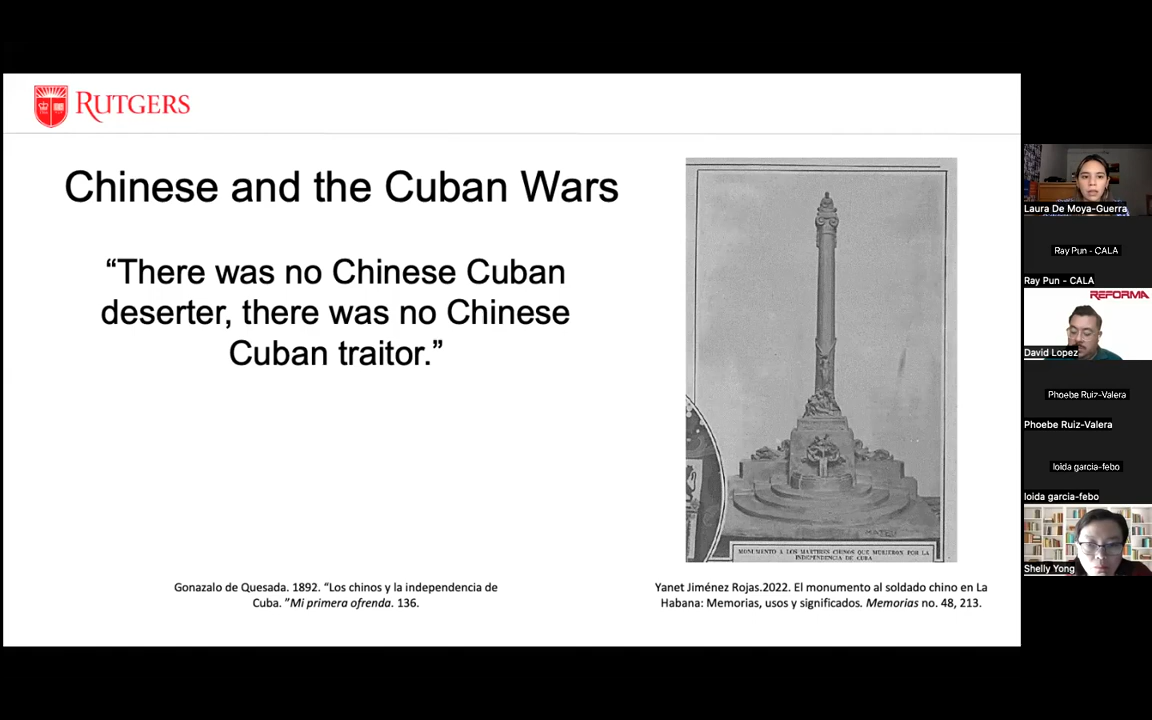 RUTGERS
Chinese and the Cuban Wars
“There was no Chinese Cuban
deserter, there was no Chinese
Cuban traitor.”
MONUMENTO A LOS MARTIRES CHINOS QUE MURIERON POR LA
INDEPENDENCIA DE CUBA
Gonazalo de Quesada. 1892. “Los chinos y la independencia de
Cuba. ”Mi primera ofrenda. 136.
Yanet Jiménez Rojas.2022. El monumento al soldado chino en La
Habana: Memorias, usos y significados. Memorias no. 48, 213.
Laura De Moya-Guerra
Ray Pun - CALA
Ray Pun - CALA
REFORMA
David Lopez
Phoebe Ruiz-Valera
Phoebe Ruiz-Valera
loida garcia-febo
loida garcia-febo
Shelly Yong